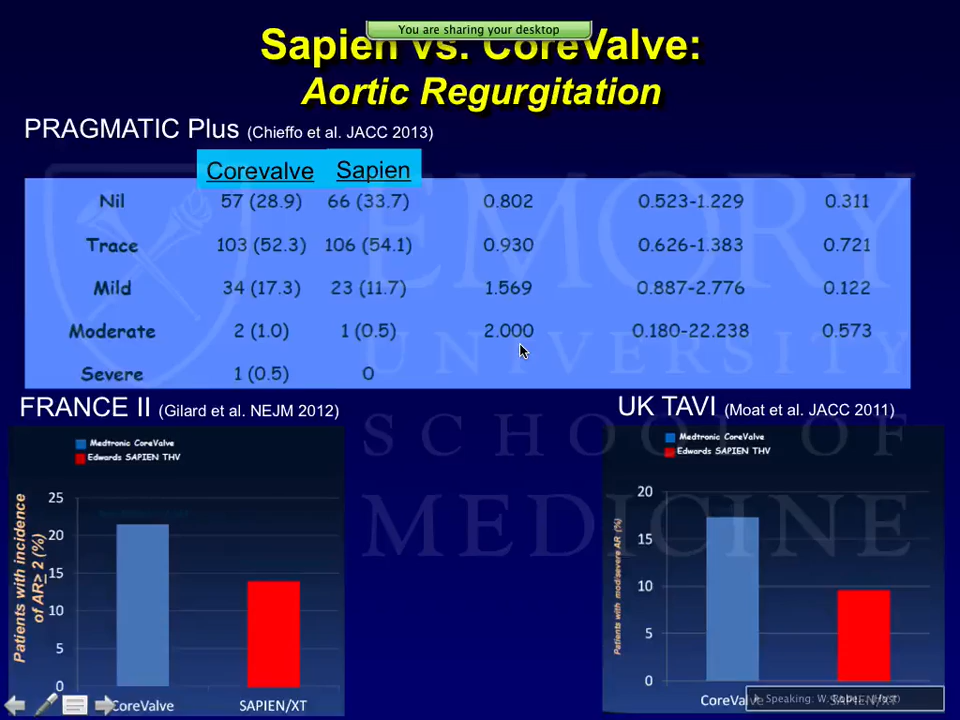 You are sharing your desktop
Sapien vs. CoreValve:
Aortic Regurgitation
PRAGMATIC Plus (Chieffo et al. JACC 2013)
Corevalve Sapien
Nil 57 (28.9) 66 (33.7) 0.802 0.523-1.229 0.311
Trace 103 (52.3) 106 (54.1) 0.930 0.626-1.383 0.721
Mild 34 (17.3) 23 (11.7) 1.569 0.887-2.776 0.122
Moderate 2 (1.0) 1 (0.5) 2.000 0.180-22.238 0.573
Severe 1 (0.5) 0
EMORY
UNIVERSITY
SCHOOL OF
MEDICINE
FRANCE II (Gilard et al. NEJM 2012)
Medtronic CoreValve
Edwards SAPIEN THV
Patients with incidence
of AR≥ 2 (%)
25
20
15
10
5
0
CoreValve SAPIEN/XT
UK TAVI (Moat et al. JACC 2011)
Medtronic CoreValve
Edwards SAPIEN THV
Patients with mod/severe AR (%)
20
15
10
5
0
CoreValve SAPIEN/XT
Speaking: W.